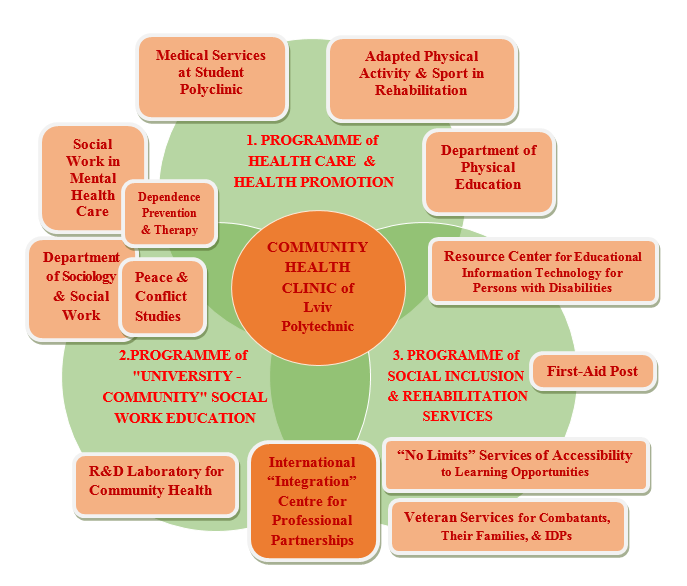 Medical Services
at Student
Polyclinic
Adapted Physical
Activity & Sport in
Rehabilitation
1. PROGRAMME of
HEALTH CARE &
HEALTH PROMOTION
Social
Work in
Mental
Health
Care
Department of
Physical
Education
Dependence
Prevention
& Therapy
Department
of Sociology
& Social
Work
Peace &
Conflict
Studies
COMMUNITY
HEALTH
CLINIC of
Lviv
Polytechnic
Resource Center for Educational
Information Technology for
Persons with Disabilities
2.PROGRAMME of
"UNIVERSITY -
COMMUNITY" SOCIAL
WORK EDUCATION
3. PROGRAMME of
SOCIAL INCLUSION
& REHABILITATION
SERVICES
First-Aid Post
R&D Laboratory for
Community Health
International
“Integration”
Centre for
Professional
Partnerships
“No Limits” Services of Accessibility
to Learning Opportunities
Veteran Services for Combatants,
Their Families, & IDPs